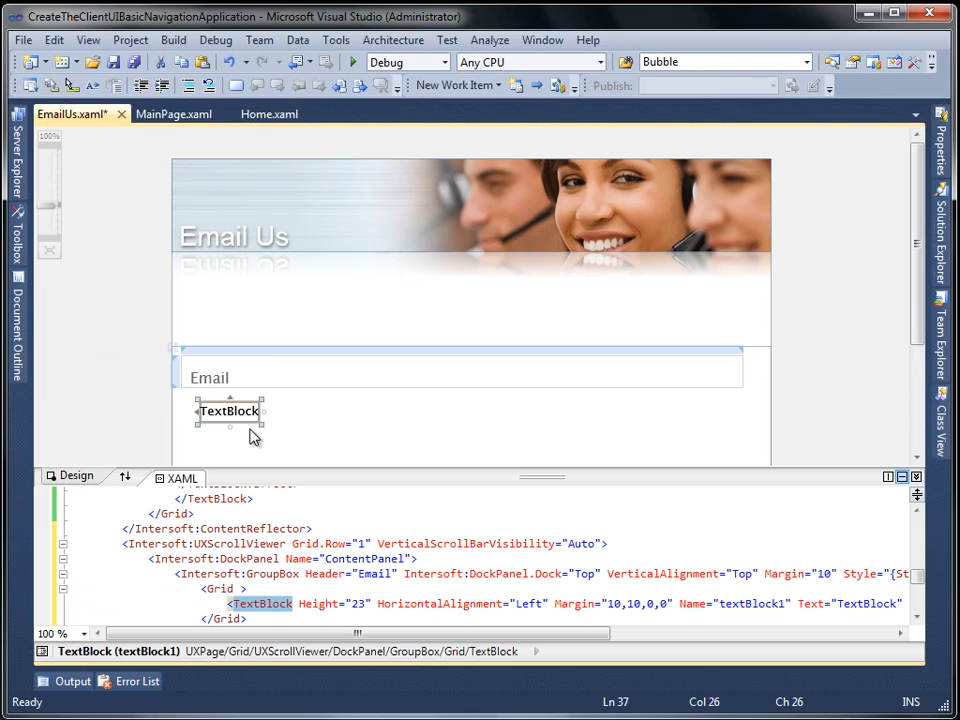 CreateTheClientUIBasicNavigationApplication - Microsoft Visual Studio (Administrator)
File Edit View Project Build Debug Team Data Tools Architecture Test Analyze Window Help
Debug Any CPU Bubble
New Work Item Publish:
EmailUs.xaml* MainPage.xaml Home.xaml
100%
Server Explorer
Toolbox
Document Outline
Properties
Solution Explorer
Team Explorer
Class View
Email Us
Email
TextBlock
Design XAML
</TextBlock>
</Grid>
</Intersoft:ContentReflector>
<Intersoft:UXScrollViewer Grid.Row="1" VerticalScrollBarVisibility="Auto">
<Intersoft:DockPanel Name="ContentPanel">
<Intersoft:GroupBox Header="Email" Intersoft:DockPanel.Dock="Top" VerticalAlignment="Top" Margin="10" Style="{St
<Grid >
<TextBlock Height="23" HorizontalAlignment="Left" Margin="10,10,0,0" Name="textBlock1" Text="TextBlock"
</Grid>
100 %
TextBlock (textBlock1) UXPage/Grid/UXScrollViewer/DockPanel/GroupBox/Grid/TextBlock
Output Error List
Ready Ln 37 Col 26 Ch 26 INS